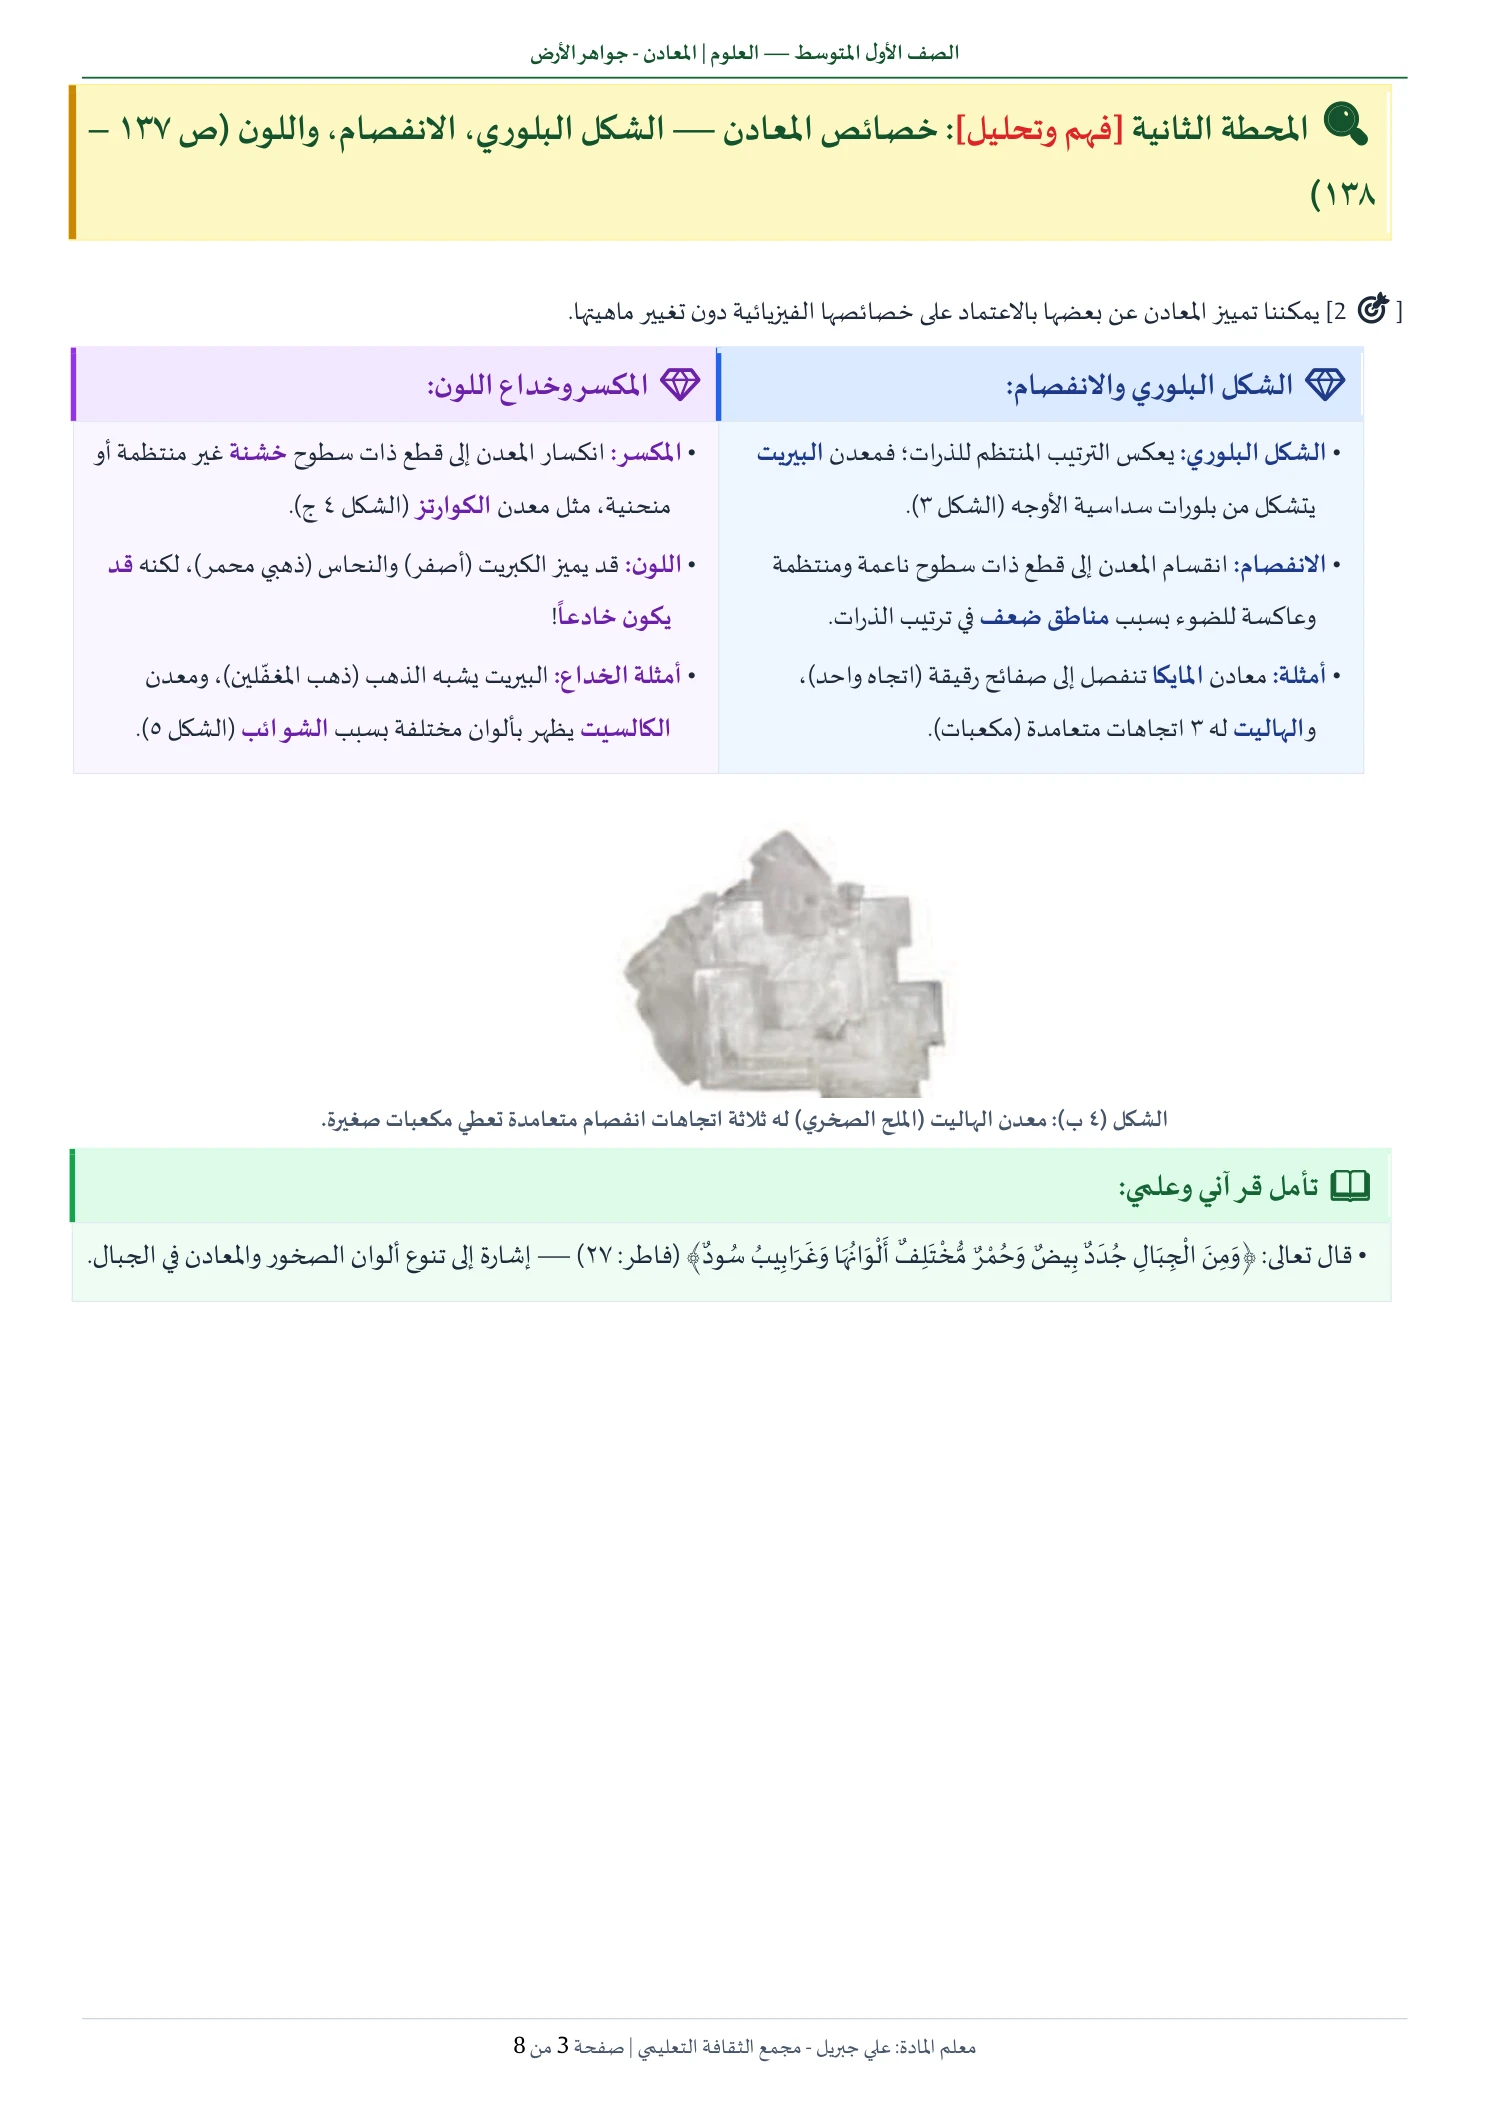 الصف الأول المتوسط — العلوم | المعادن - جواهر الأرض
المحطة الثانية [فهم وتحليل]: خصائص المعادن — الشكل البلوري، الانفصام، واللون (ص ١٣٧ –
١٣٨)
[ 2] يمكننا تمييز المعادن عن بعضها بالاعتماد على خصائصها الفيزيائية دون تغيير ماهيتها.
الشكل البلوري والانفصام:
• الشكل البلوري: يعكس الترتيب المنتظم للذرات؛ فمعدن البيريت
يتشكل من بلورات سداسية الأوجه (الشكل ٣).
• الانفصام: انقسام المعدن إلى قطع ذات سطوح ناعمة ومنتظمة
وعاكسة للضوء بسبب مناطق ضعف في ترتيب الذرات.
• أمثلة: معادن المايكا تنفصل إلى صفائح رقيقة (اتجاه واحد)،
والهاليت له ٣ اتجاهات متعامدة (مكعبات).
المكسر وخداع اللون:
• المكسر: انكسار المعدن إلى قطع ذات سطوح خشنة غير منتظمة أو
منحنية، مثل معدن الكوارتز (الشكل ٤ ج).
• اللون: قد يميز الكبريت (أصفر) والنحاس (ذهبي محمر)، لكنه قد
يكون خادعاً!
• أمثلة الخداع: البيريت يشبه الذهب (ذهب المغفّلين)، ومعدن
الكالسيت يظهر بألوان مختلفة بسبب الشوائب (الشكل ٥).
الشكل (٤ ب): معدن الهاليت (الملح الصخري) له ثلاثة اتجاهات انفصام متعامدة تعطي مكعبات صغيرة.
تأمل قرآني وعلمي:
• قال تعالى: ﴿وَمِنَ الْجِبَالِ جُدَدٌ بِيضٌ وَحُمْرٌ مُّخْتَلِفٌ أَلْوَانُهَا وَغَرَابِيبُ سُودٌ﴾ (فاطر: ٢٧) — إشارة إلى تنوع ألوان الصخور والمعادن في الجبال.
معلم المادة: علي جبريل - مجمع الثقافة التعليمي | صفحة 3 من 8